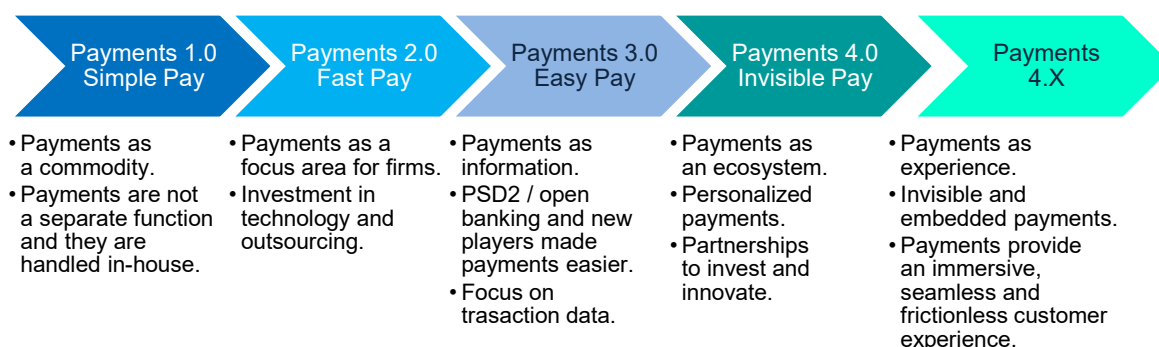 Payments 1.0
Simple Pay
Payments 2.0
Fast Pay
Payments 3.0
Easy Pay
Payments 4.0
Invisible Pay
Payments
4.X
• Payments as
a commodity.
• Payments are not
a separate function
and they are
handled in-house.
• Payments as a
focus area for firms.
• Investment in
technology and
outsourcing.
• Payments as
information.
• PSD2 / open
banking and new
players made
payments easier.
• Focus on
trasaction data.
• Payments as
an ecosystem.
• Personalized
payments.
• Partnerships
to invest and
innovate.
• Payments as
experience.
• Invisible and
embedded payments.
• Payments provide
an immersive,
seamless and
frictionless customer
experience.